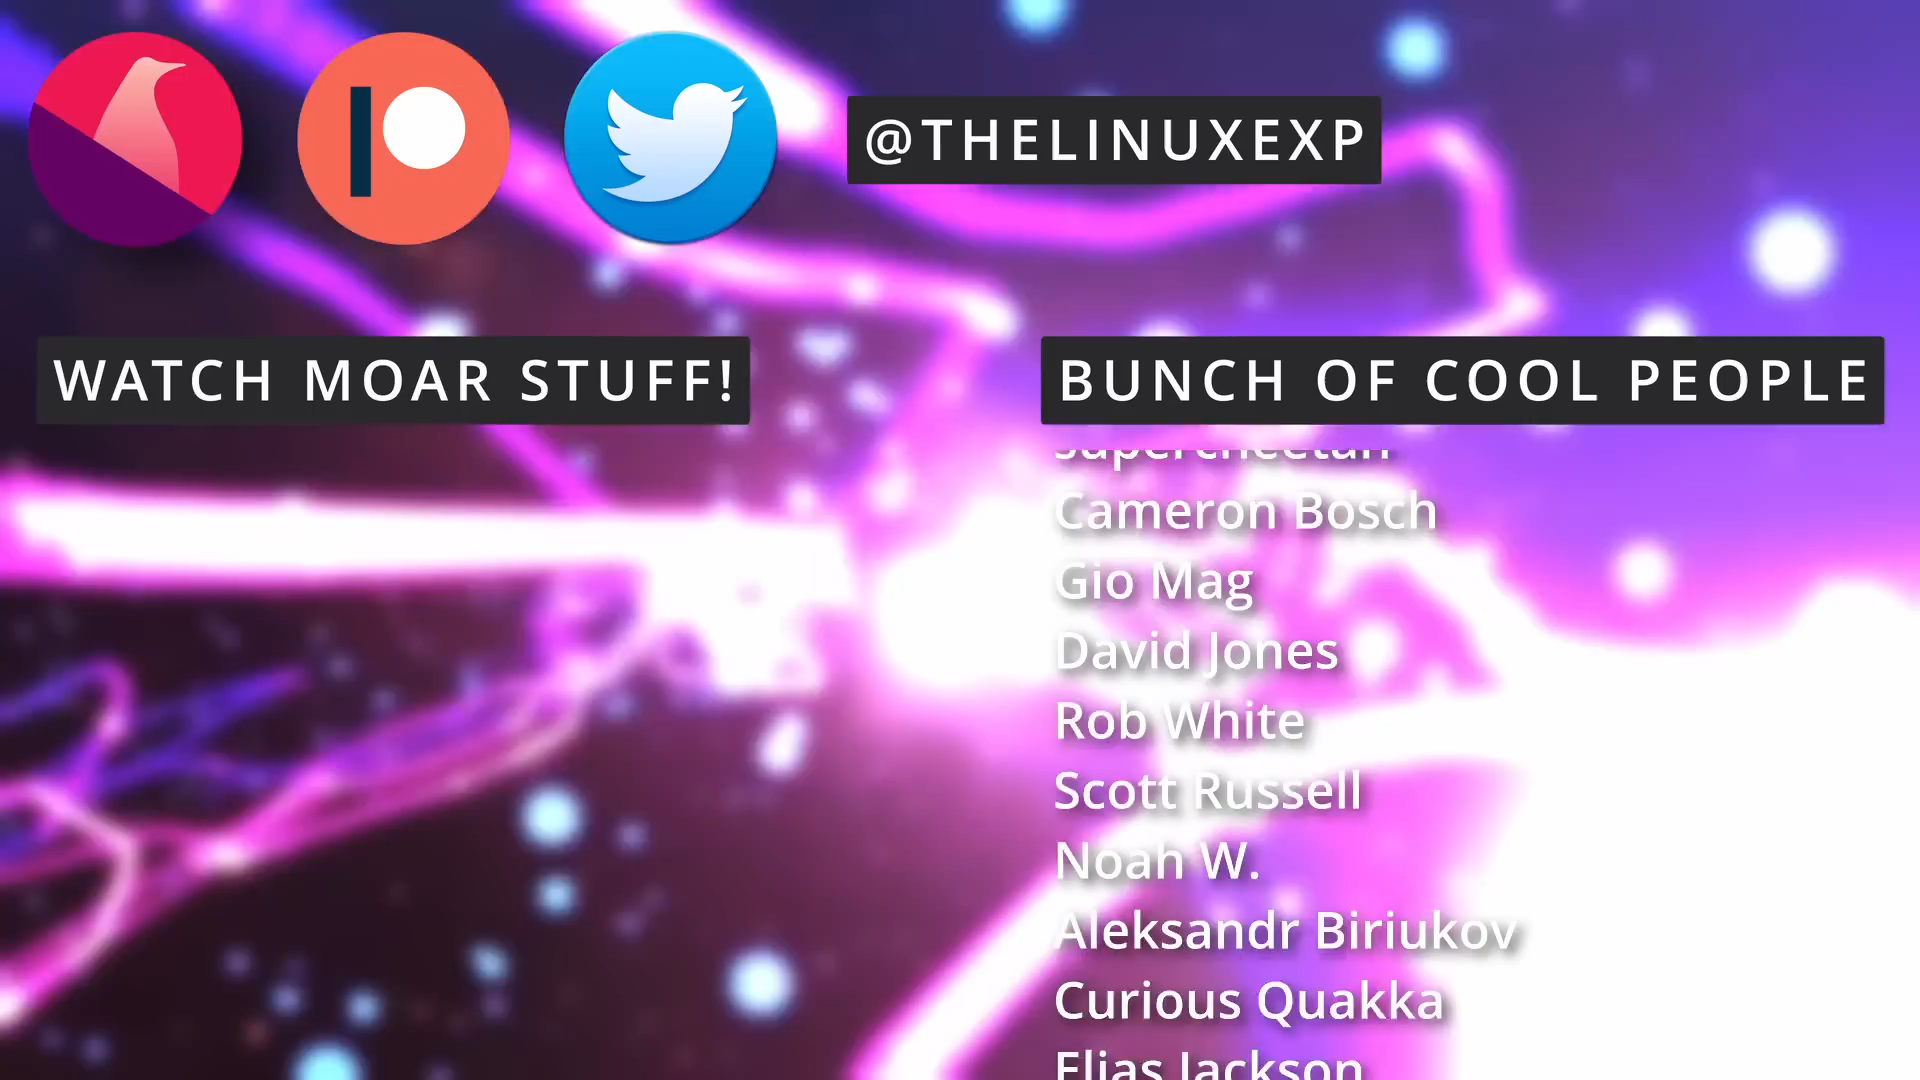 @THELINUXEXP
WATCH MOAR STUFF!
BUNCH OF COOL PEOPLE
Supercheetah
Cameron Bosch
Gio Mag
David Jones
Rob White
Scott Russell
Noah W.
Aleksandr Biriukov
Curious Quakka
Elias Jackson